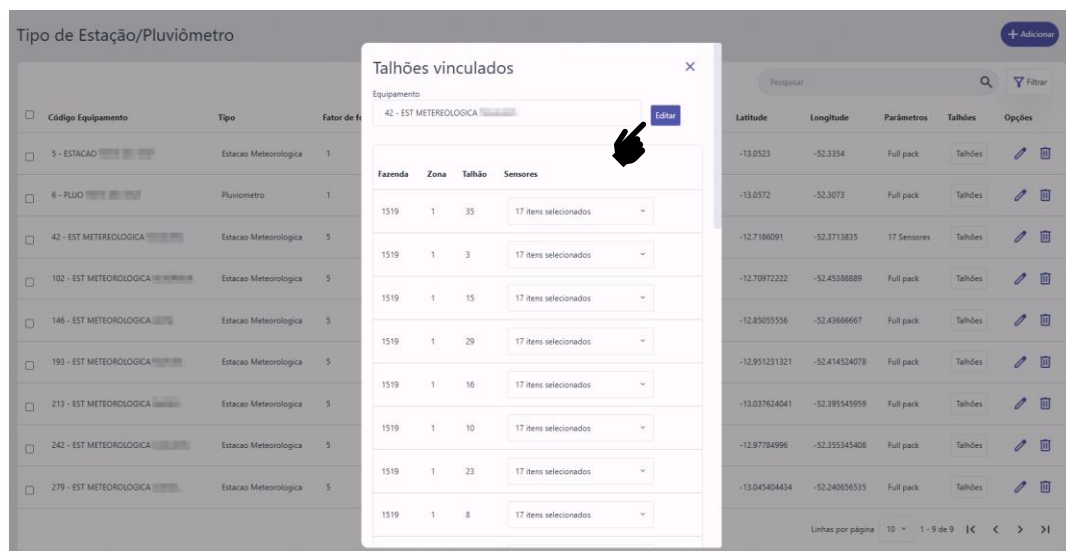 Tipo de Estação/Pluviômetro
+ Adicionar
Pesquisar
Filtrar
Código Equipamento Tipo Fator de fo Latitude Longitude Parâmetros Talhões Opções
5 - ESTACAO Estacao Meteorologica 1 -13.0523 -52.3354 Full pack Talhões
6 - PLUO Pluviometro 1 -13.0572 -52.3073 Full pack Talhões
42 - EST METEREOLOGICA Estacao Meteorologica 5 -12.7186091 -52.3713835 17 Sensores Talhões
102 - EST METEOROLOGICA Estacao Meteorologica 5 -12.70972222 -52.45388889 Full pack Talhões
146 - EST METEOROLOGICA Estacao Meteorologica 5 -12.85055556 -52.43666667 Full pack Talhões
193 - EST METEOROLOGICA Estacao Meteorologica 5 -12.951231321 -52.414524078 Full pack Talhões
213 - EST METEOROLOGICA Estacao Meteorologica 5 -13.037624041 -52.395545959 Full pack Talhões
242 - EST METEOROLOGICA Estacao Meteorologica 5 -12.97784996 -52.355345408 Full pack Talhões
279 - EST METEOROLOGICA Estacao Meteorologica 5 -13.045404434 -52.240656535 Full pack Talhões
Linhas por página 10 1 - 9 de 9
Talhões vinculados
Equipamento
42 - EST METEREOLOGICA
Editar
Fazenda Zona Talhão Sensores
1519 1 35 17 itens selecionados
1519 1 3 17 itens selecionados
1519 1 15 17 itens selecionados
1519 1 29 17 itens selecionados
1519 1 16 17 itens selecionados
1519 1 10 17 itens selecionados
1519 1 23 17 itens selecionados
1519 1 8 17 itens selecionados